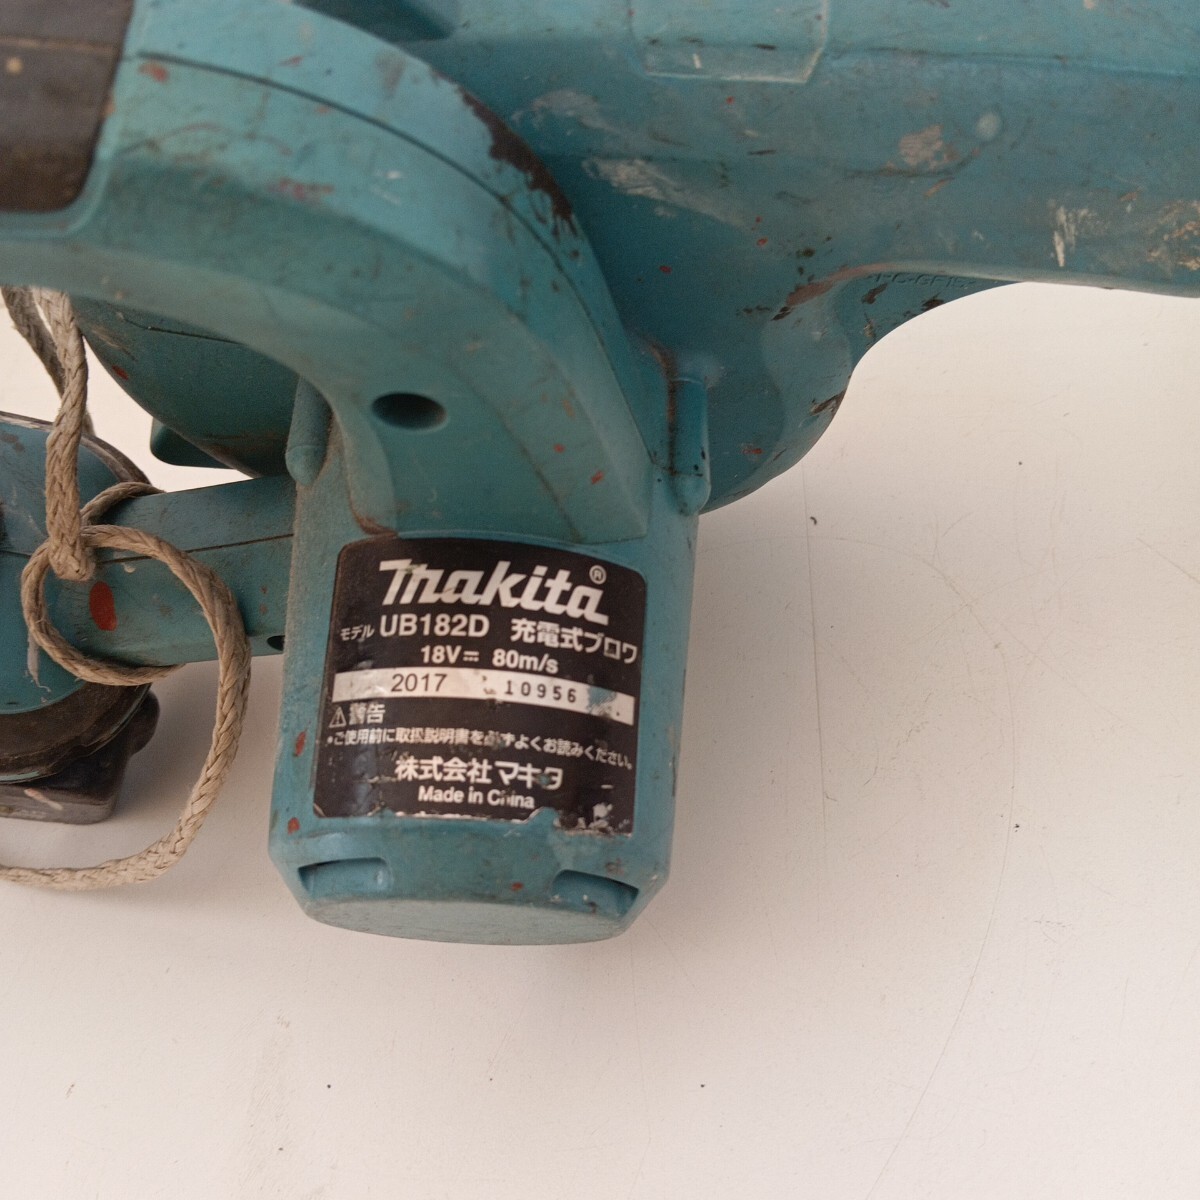 makita®
モデル UB182D 充電式ブロワ
18V⎓ 80m/s
2017 10956
⚠警告
•ご使用前に取扱説明書を必ずよくお読みください。
株式会社マキタ
Made in China